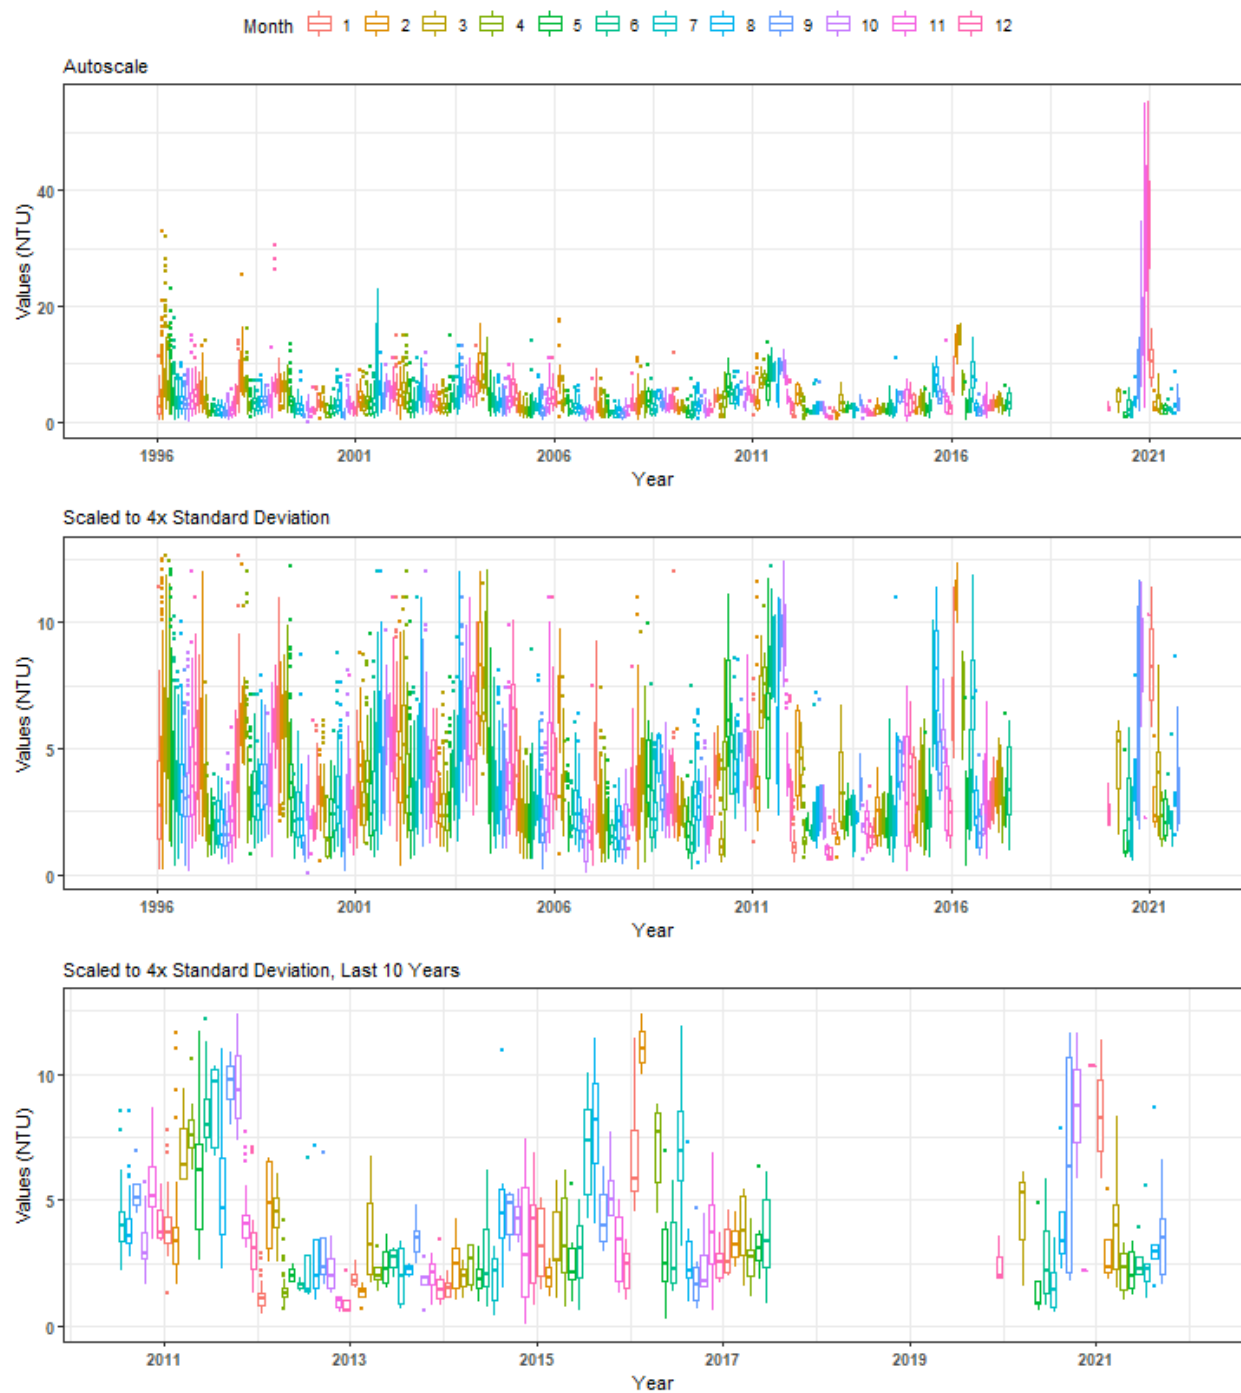 Month 1 2 3 4 5 6 7 8 9 10 11 12
Autoscale
Values (NTU)
40
20
0
1996 2001 2006 2011 2016 2021
Year
Scaled to 4x Standard Deviation
Values (NTU)
10
5
0
1996 2001 2006 2011 2016 2021
Year
Scaled to 4x Standard Deviation, Last 10 Years
Values (NTU)
10
5
0
2011 2013 2015 2017 2019 2021
Year